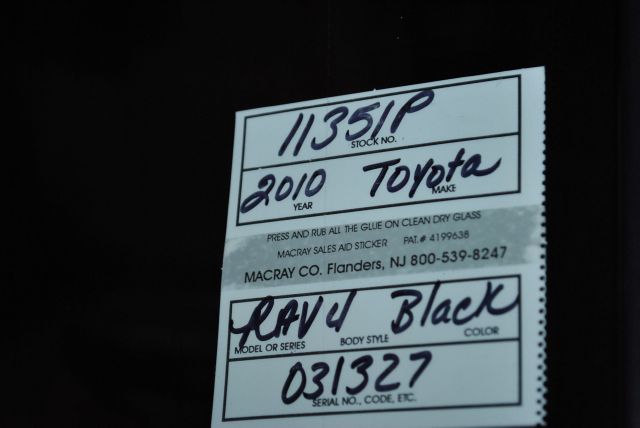 11351P
STOCK NO.
2010 Toyota
YEAR MAKE
PRESS AND RUB ALL THE GLUE ON CLEAN DRY GLASS
MACRAY SALES AID STICKER PAT.# 4199638
MACRAY CO. Flanders, NJ 800-539-8247
RAV4 Black
MODEL OR SERIES BODY STYLE COLOR
031327
SERIAL NO., CODE, ETC.